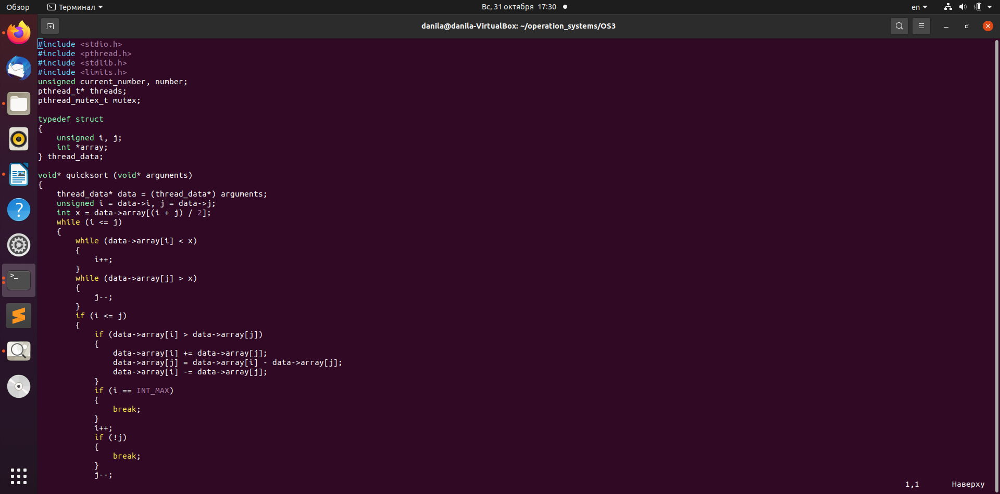 Обзор
Терминал
Вс, 31 октября 17:30
en
danila@danila-VirtualBox: ~/operation_systems/OS3
#include <stdio.h>
#include <pthread.h>
#include <stdlib.h>
#include <limits.h>
unsigned current_number, number;
pthread_t* threads;
pthread_mutex_t mutex;

typedef struct
{
    unsigned i, j;
    int *array;
} thread_data;

void* quicksort (void* arguments)
{
    thread_data* data = (thread_data*) arguments;
    unsigned i = data->i, j = data->j;
    int x = data->array[(i + j) / 2];
    while (i <= j)
    {
        while (data->array[i] < x)
        {
            i++;
        }
        while (data->array[j] > x)
        {
            j--;
        }
        if (i <= j)
        {
            if (data->array[i] > data->array[j])
            {
                data->array[i] += data->array[j];
                data->array[j] = data->array[i] - data->array[j];
                data->array[i] -= data->array[j];
            }
            if (i == INT_MAX)
            {
                break;
            }
            i++;
            if (!j)
            {
                break;
            }
            j--;
1,1 Наверху